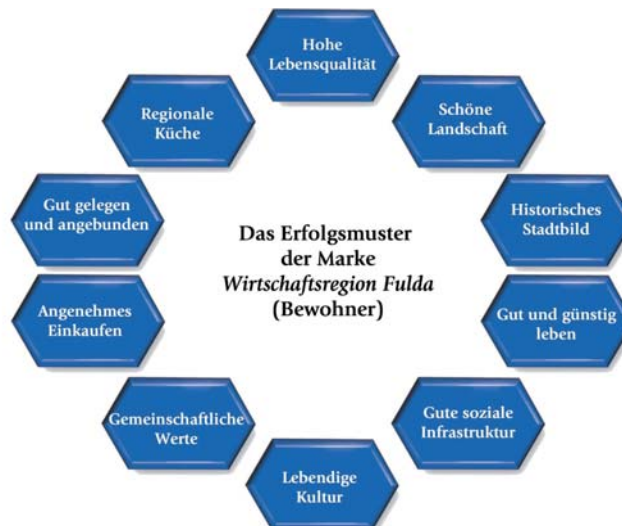 Hohe
Lebensqualität
Regionale
Küche
Schöne
Landschaft
Gut gelegen
und angebunden
Historisches
Stadtbild
Das Erfolgsmuster
der Marke
Wirtschaftsregion Fulda
(Bewohner)
Angenehmes
Einkaufen
Gut und günstig
leben
Gemeinschaftliche
Werte
Gute soziale
Infrastruktur
Lebendige
Kultur